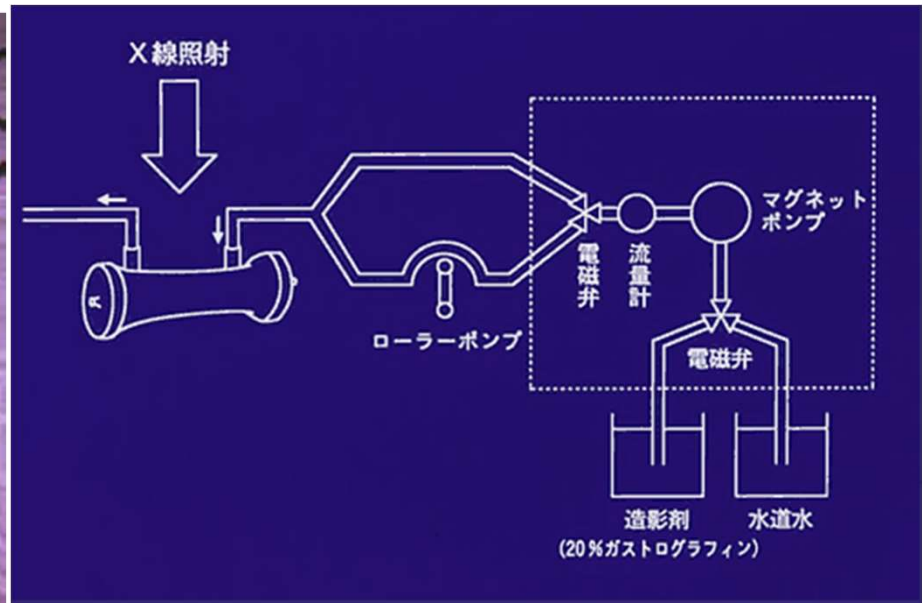 X線照射
マグネット
ポンプ
電磁弁
流量計
ローラーポンプ
電磁弁
造影剤
水道水
(20%ガストログラフィン)